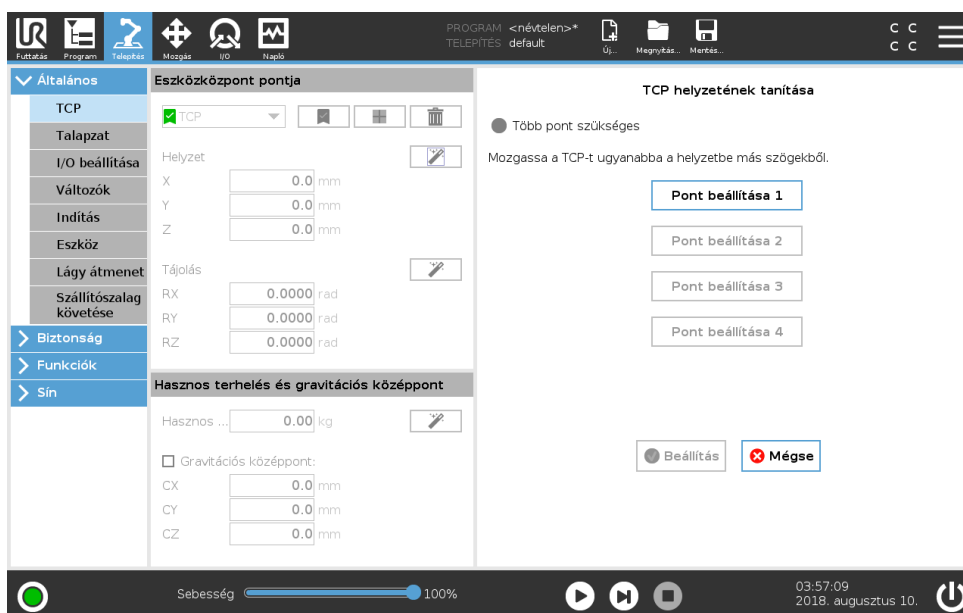 UR
PROGRAM <névtelen>*
TELEPÍTÉS default
C C
C C
Futtatás Program Telepítés Mozgás I/O Napló Új... Megnyitás... Mentés...
Általános
TCP
Talapzat
I/O beállítása
Változók
Indítás
Eszköz
Lágy átmenet
Szállítószalag
követése
Biztonság
Funkciók
Sín
Eszközközpont pontja
TCP
Helyzet
X 0.0 mm
Y 0.0 mm
Z 0.0 mm
Tájolás
RX 0.0000 rad
RY 0.0000 rad
RZ 0.0000 rad
Hasznos terhelés és gravitációs középpont
Hasznos ... 0.00 kg
Gravitációs középpont:
CX 0.0 mm
CY 0.0 mm
CZ 0.0 mm
TCP helyzetének tanítása
Több pont szükséges
Mozgassa a TCP-t ugyanabba a helyzetbe más szögekből.
Pont beállítása 1
Pont beállítása 2
Pont beállítása 3
Pont beállítása 4
Beállítás Mégse
Sebesség 100%
03:57:09
2018. augusztus 10.